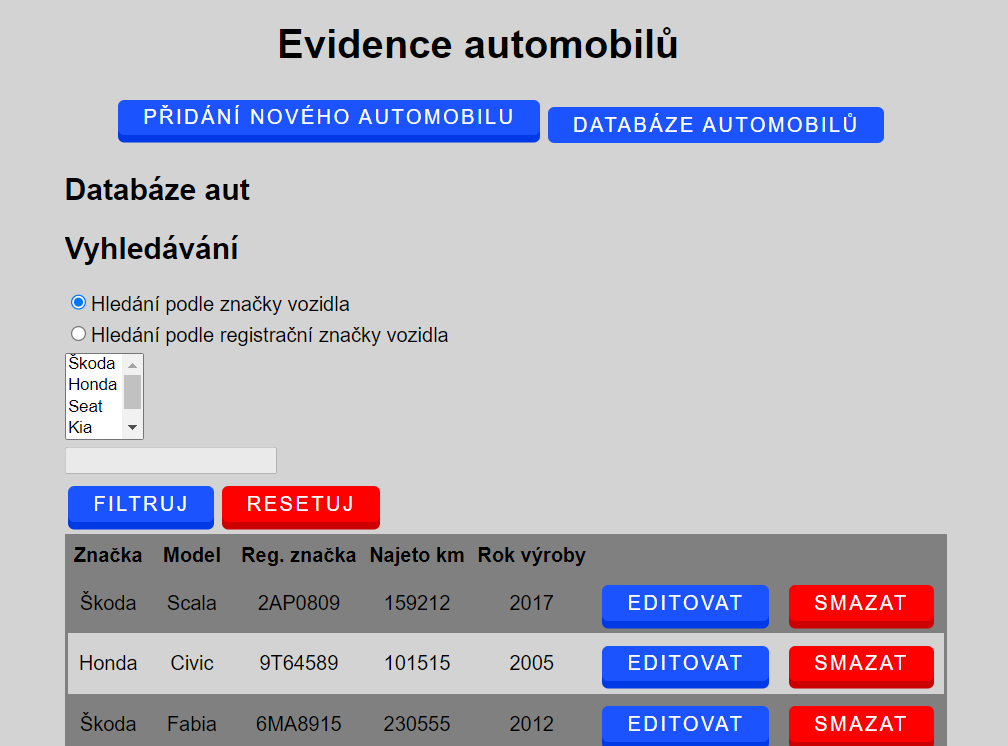 Evidence automobilů
PŘIDÁNÍ NOVÉHO AUTOMOBILU DATABÁZE AUTOMOBILŮ
Databáze aut
Vyhledávání
Hledání podle značky vozidla
Hledání podle registrační značky vozidla
Škoda
Honda
Seat
Kia
FILTRUJ RESETUJ
Značka Model Reg. značka Najeto km Rok výroby
Škoda Scala 2AP0809 159212 2017 EDITOVAT SMAZAT
Honda Civic 9T64589 101515 2005 EDITOVAT SMAZAT
Škoda Fabia 6MA8915 230555 2012 EDITOVAT SMAZAT